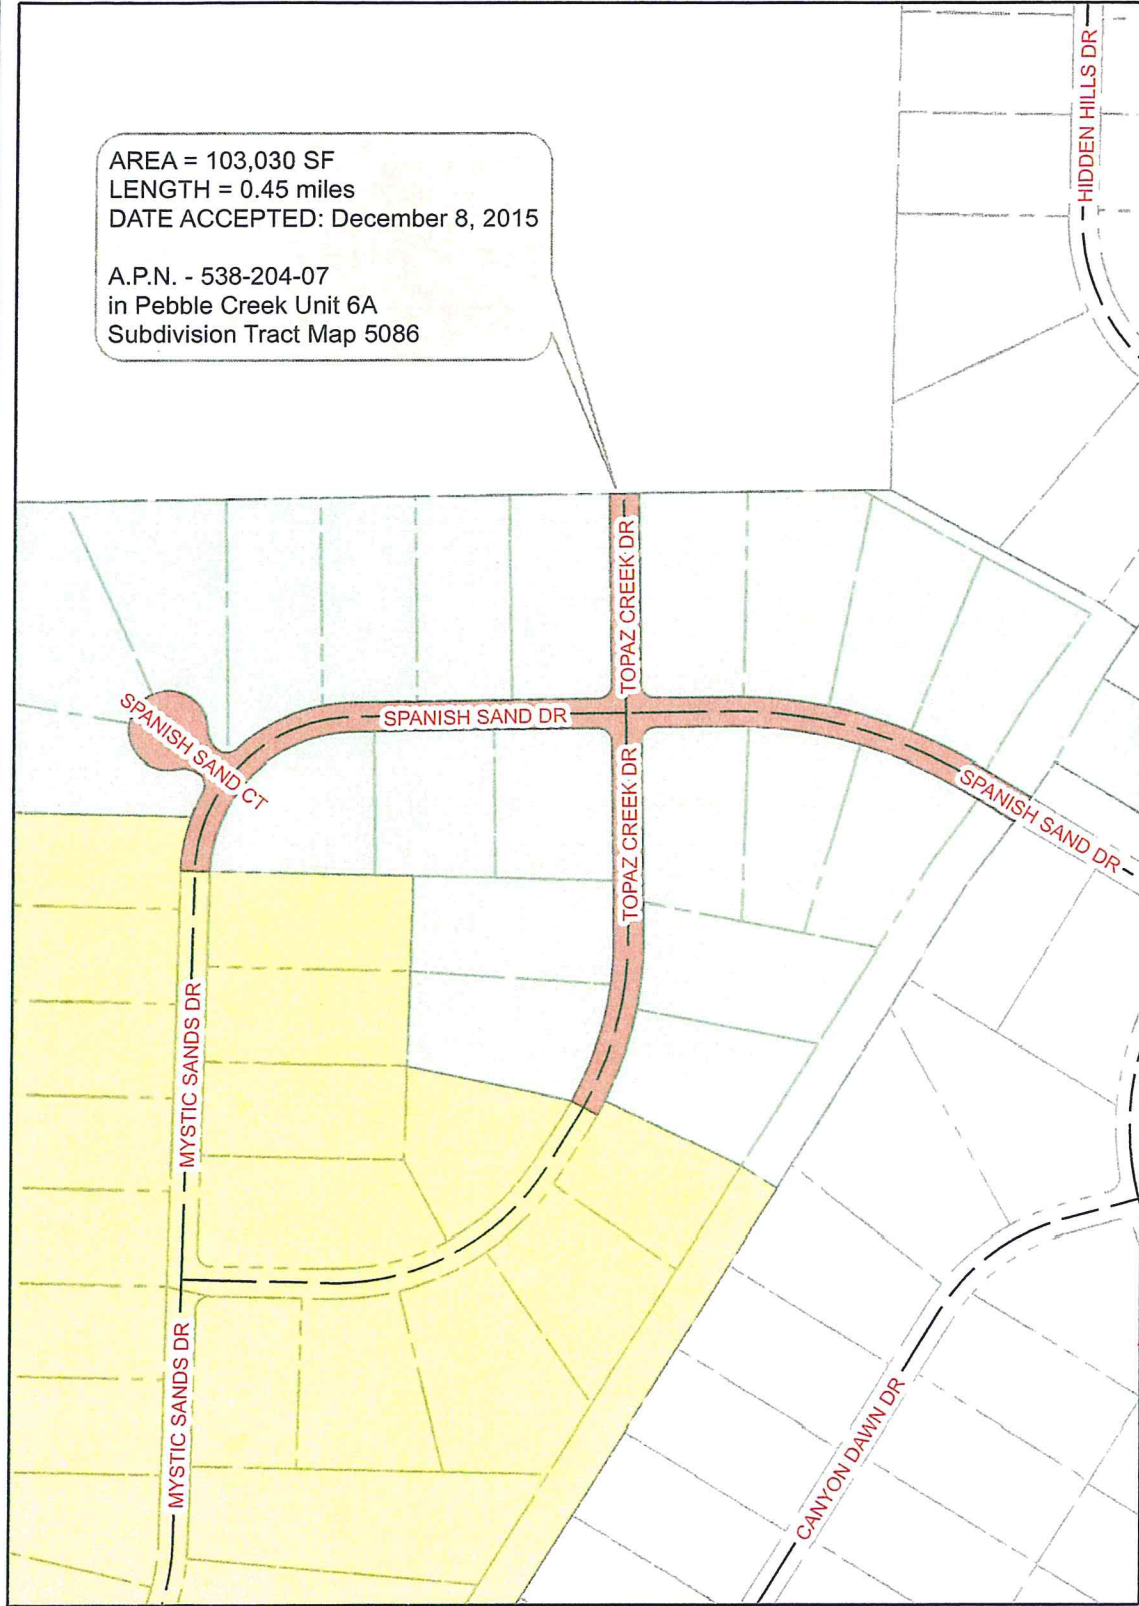 HIDDEN HILLS DR
AREA = 103,030 SF
LENGTH = 0.45 miles
DATE ACCEPTED: December 8, 2015
A.P.N. - 538-204-07
in Pebble Creek Unit 6A
Subdivision Tract Map 5086
TOPAZ CREEK DR
SPANISH SAND CT
SPANISH SAND DR
TOPAZ CREEK DR
SPANISH SAND DR
MYSTIC SANDS DR
MYSTIC SANDS DR
CANYON DAWN DR